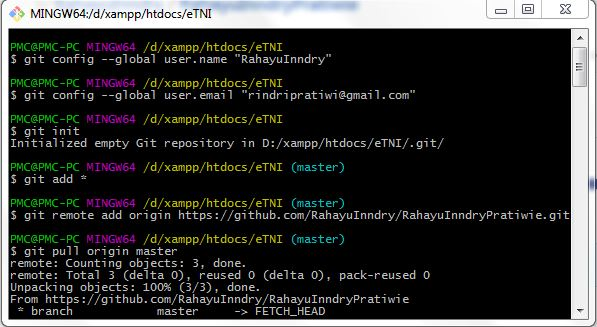 RahayuInndryPratiwie
MINGW64:/d/xampp/htdocs/eTNI
PMC@PMC-PC MINGW64 /d/xampp/htdocs/eTNI
$ git config --global user.name "RahayuInndry"
PMC@PMC-PC MINGW64 /d/xampp/htdocs/eTNI
$ git config --global user.email "rindripratiwi@gmail.com"
PMC@PMC-PC MINGW64 /d/xampp/htdocs/eTNI
$ git init
Initialized empty Git repository in D:/xampp/htdocs/eTNI/.git/
PMC@PMC-PC MINGW64 /d/xampp/htdocs/eTNI (master)
$ git add *
PMC@PMC-PC MINGW64 /d/xampp/htdocs/eTNI (master)
$ git remote add origin https://github.com/RahayuInndry/RahayuInndryPratiwie.git
PMC@PMC-PC MINGW64 /d/xampp/htdocs/eTNI (master)
$ git pull origin master
remote: Counting objects: 3, done.
remote: Total 3 (delta 0), reused 0 (delta 0), pack-reused 0
Unpacking objects: 100% (3/3), done.
From https://github.com/RahayuInndry/RahayuInndryPratiwie
 * branch            master     -> FETCH_HEAD